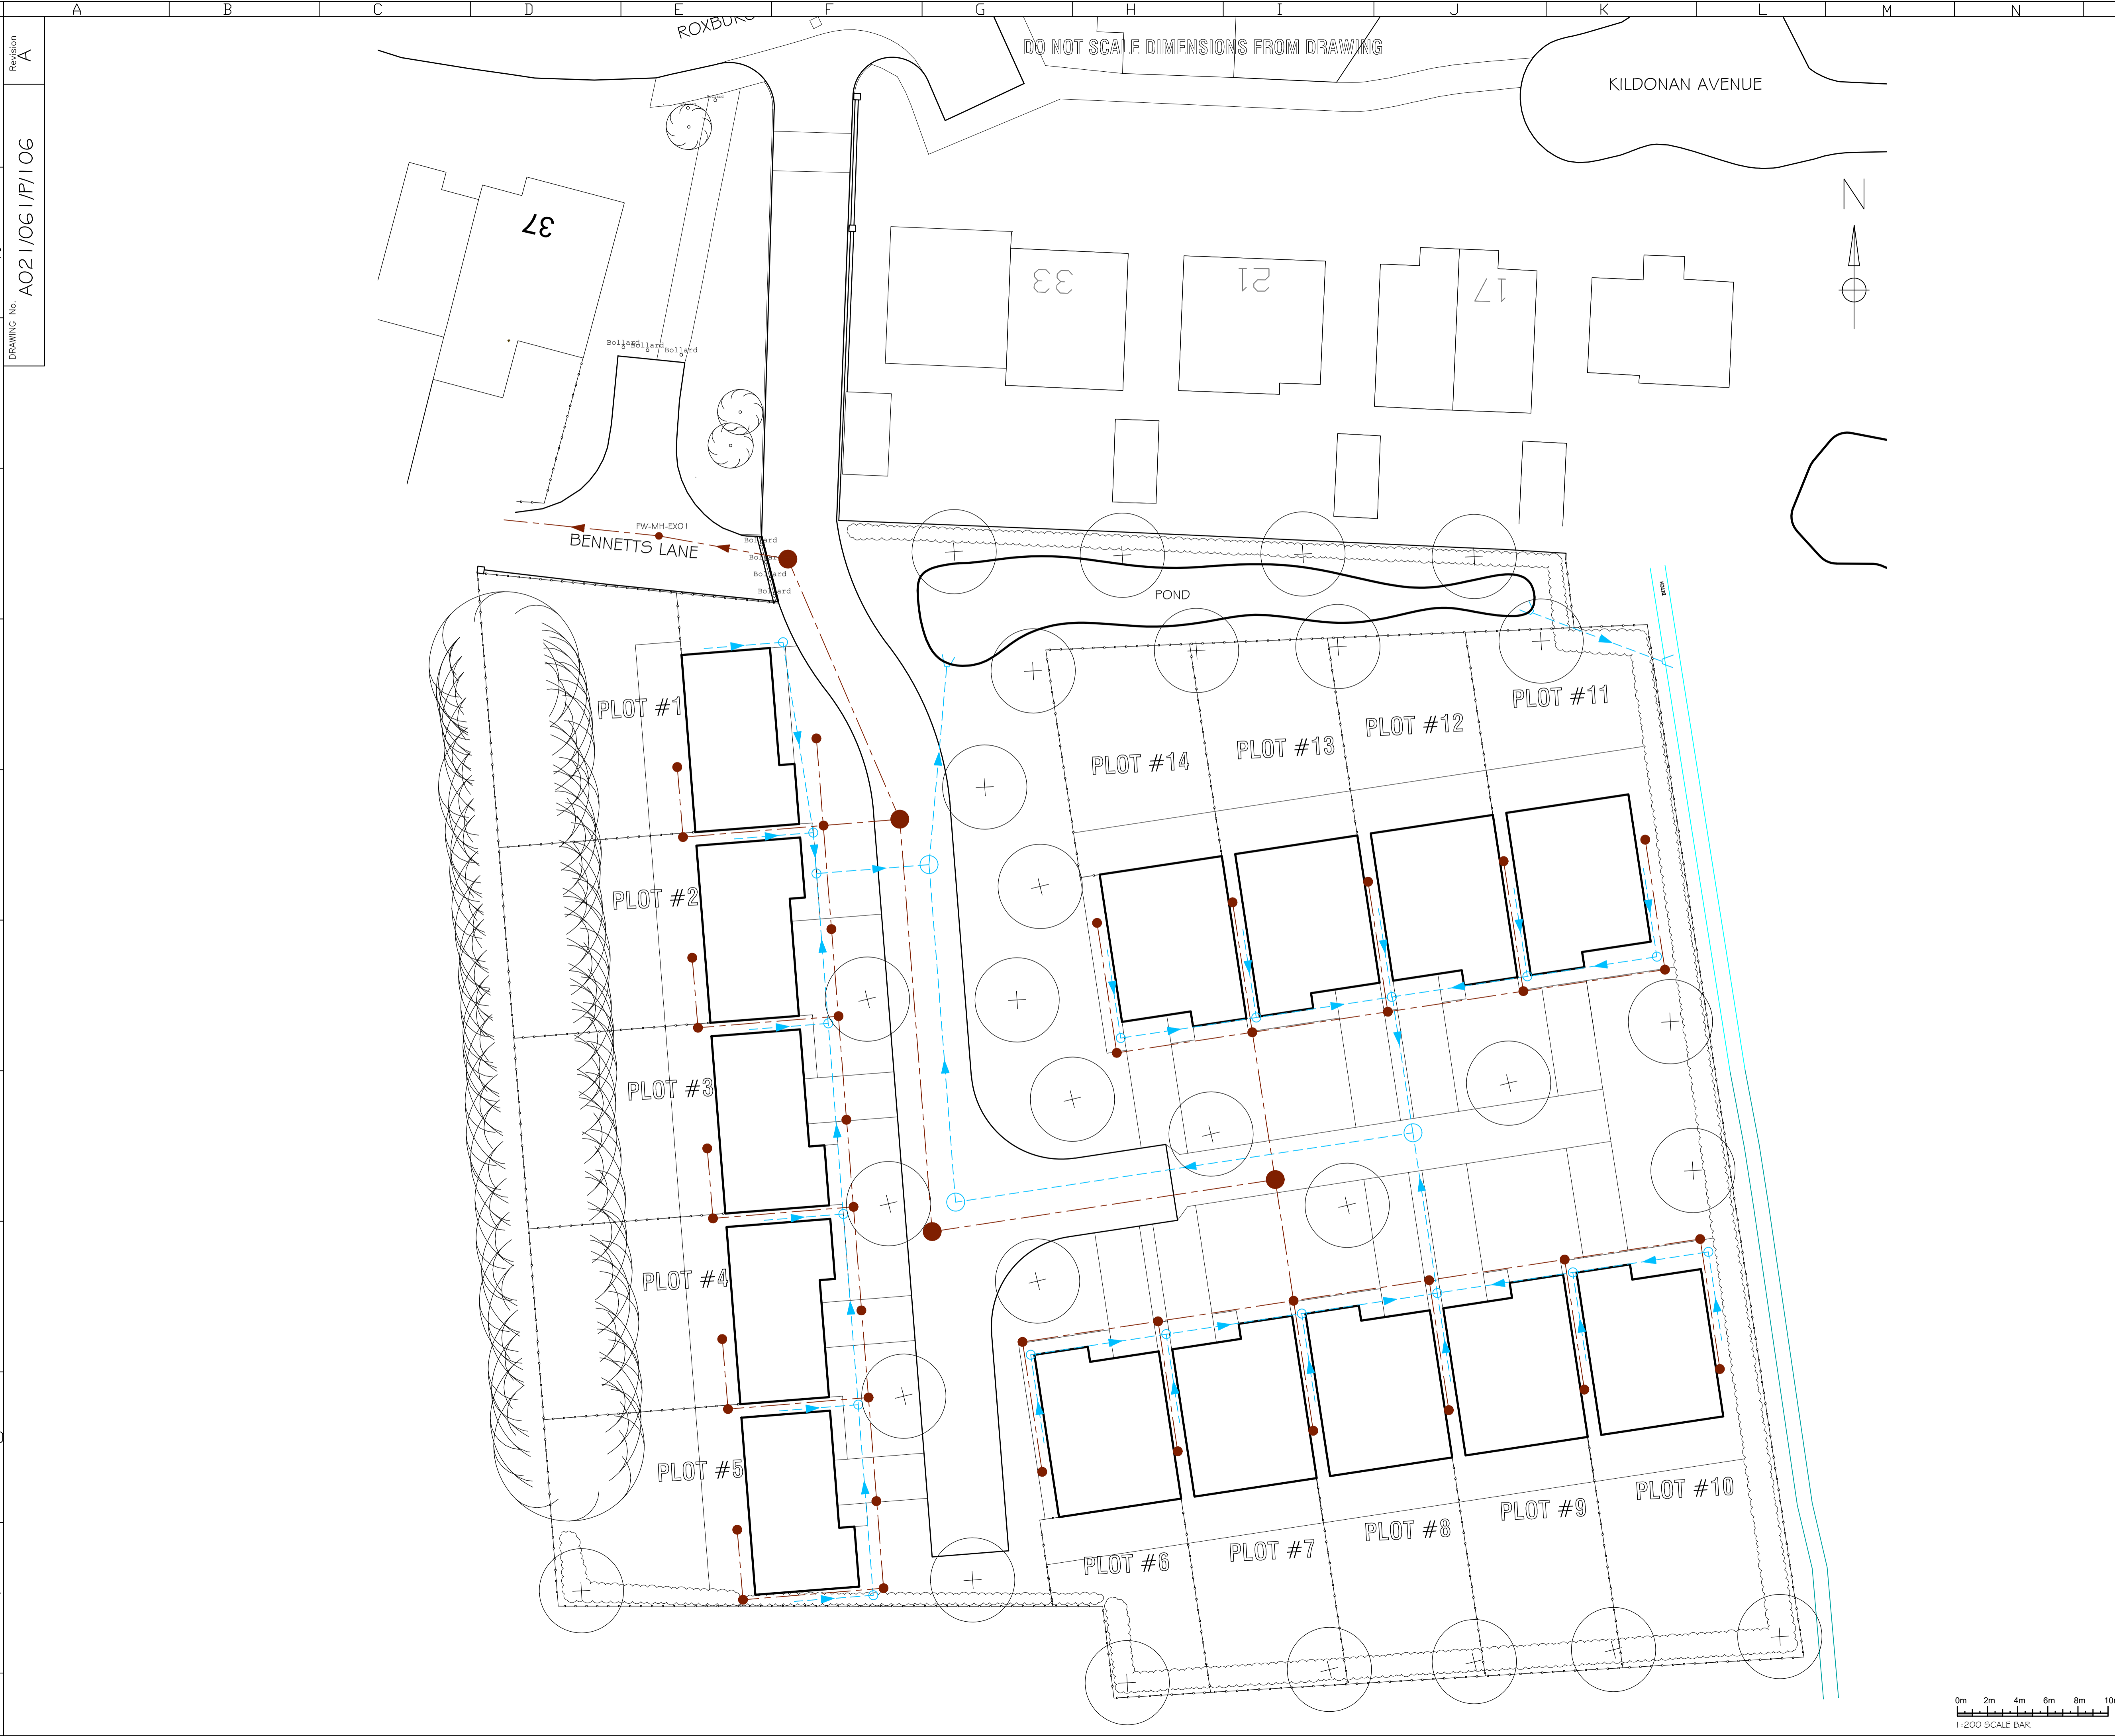 A B C D E F G H I J K L M N
Revision
A
DRAWING No.
A021/061/P/106
DO NOT SCALE DIMENSIONS FROM DRAWING
KILDONAN AVENUE
N
37
33
21
17
Bollard
Bollard
Bollard
FW-MH-EX01
BENNETTS LANE
Bollard
Bollard
Bollard
Bollard
POND
DITCH
PLOT #1
PLOT #2
PLOT #3
PLOT #4
PLOT #5
PLOT #14
PLOT #13
PLOT #12
PLOT #11
PLOT #6
PLOT #7
PLOT #8
PLOT #9
PLOT #10
0m 2m 4m 6m 8m
1:200 SCALE BAR